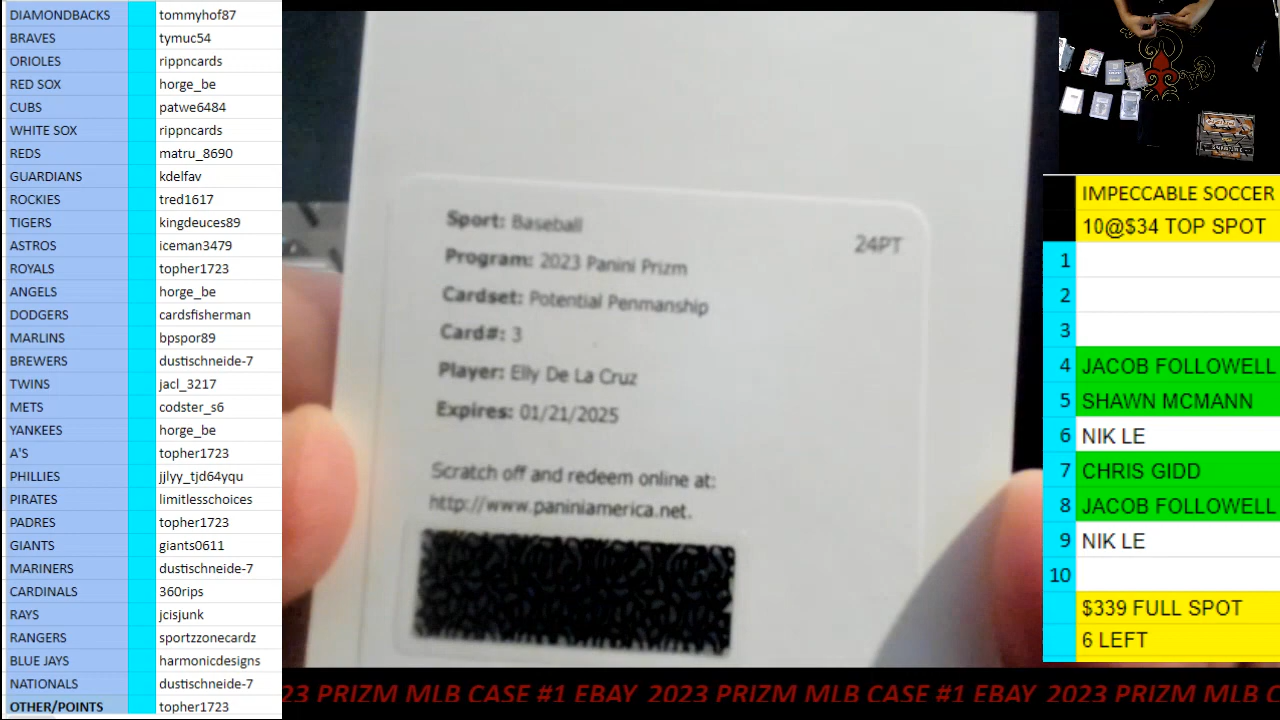 DIAMONDBACKS tommyhof87
BRAVES tymuc54
ORIOLES rippncards
RED SOX horge_be
CUBS patwe6484
WHITE SOX rippncards
REDS matru_8690
GUARDIANS kdelfav
ROCKIES tred1617
TIGERS kingdeuces89
ASTROS iceman3479
ROYALS topher1723
ANGELS horge_be
DODGERS cardsfisherman
MARLINS bpspor89
BREWERS dustischneide-7
TWINS jacl_3217
METS codster_s6
YANKEES horge_be
A'S topher1723
PHILLIES jjlyy_tjd64yqu
PIRATES limitlesschoices
PADRES topher1723
GIANTS giants0611
MARINERS dustischneide-7
CARDINALS 360rips
RAYS jcisjunk
RANGERS sportzzonecardz
BLUE JAYS harmonicdesigns
NATIONALS dustischneide-7
OTHER/POINTS topher1723
Sport: Baseball
24PT
Program: 2023 Panini Prizm
Cardset: Potential Penmanship
Card#: 3
Player: Elly De La Cruz
Expires: 01/21/2025
Scratch off and redeem online at:
http://www.paniniamerica.net.
IMPECCABLE SOCCER
10@$34 TOP SPOT
1
2
3
4 JACOB FOLLOWELL
5 SHAWN MCMANN
6 NIK LE
7 CHRIS GIDD
8 JACOB FOLLOWELL
9 NIK LE
10
$339 FULL SPOT
6 LEFT
23 PRIZM MLB CASE #1 EBAY 2023 PRIZM MLB CASE #1 EBAY 2023 PRIZM MLB C